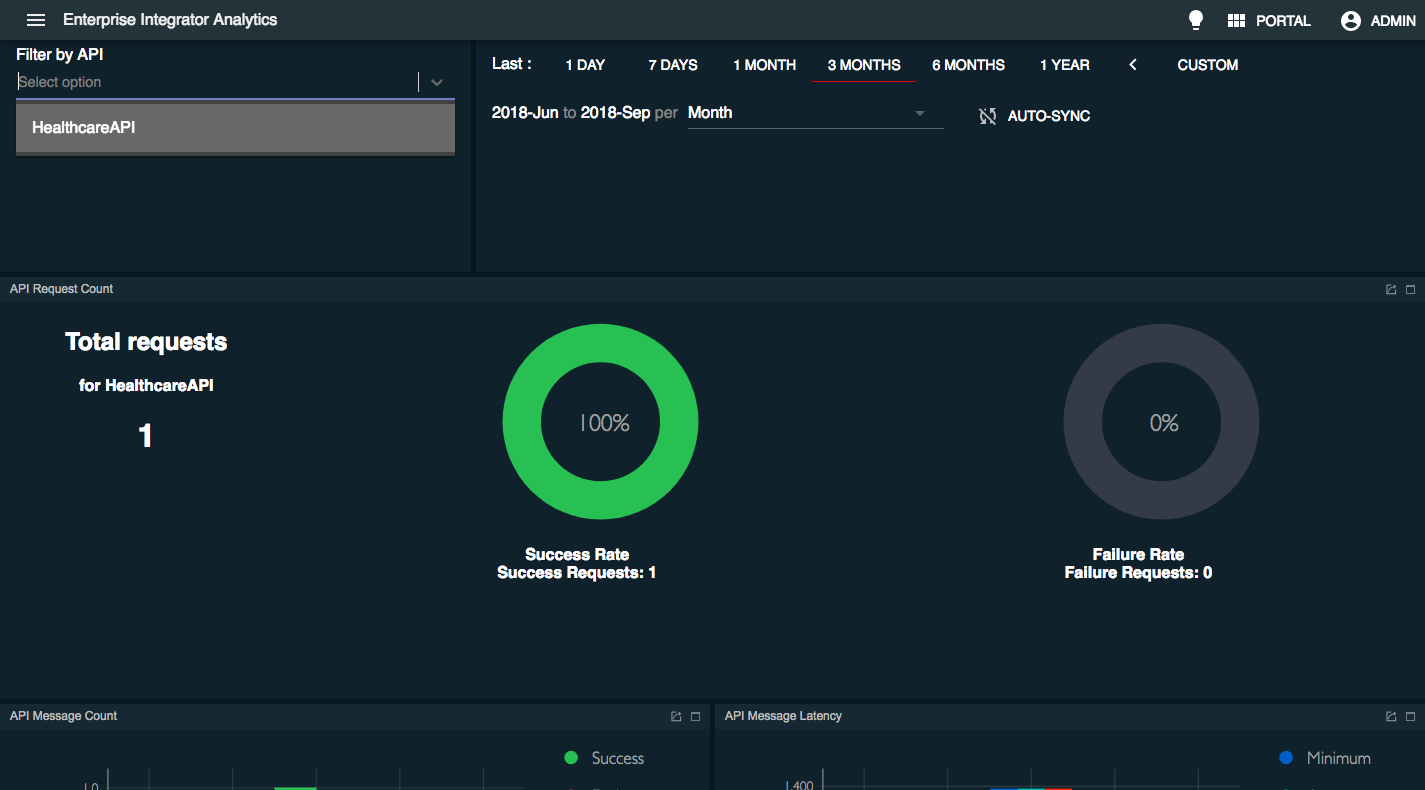 Enterprise Integrator Analytics
PORTAL
ADMIN
Filter by API
Select option
HealthcareAPI
Last :
1 DAY
7 DAYS
1 MONTH
3 MONTHS
6 MONTHS
1 YEAR
CUSTOM
2018-Jun to 2018-Sep per Month
AUTO-SYNC
API Request Count
Total requests
for HealthcareAPI
1
100%
Success Rate
Success Requests: 1
0%
Failure Rate
Failure Requests: 0
API Message Count
Success
1.0
API Message Latency
Minimum
1,400